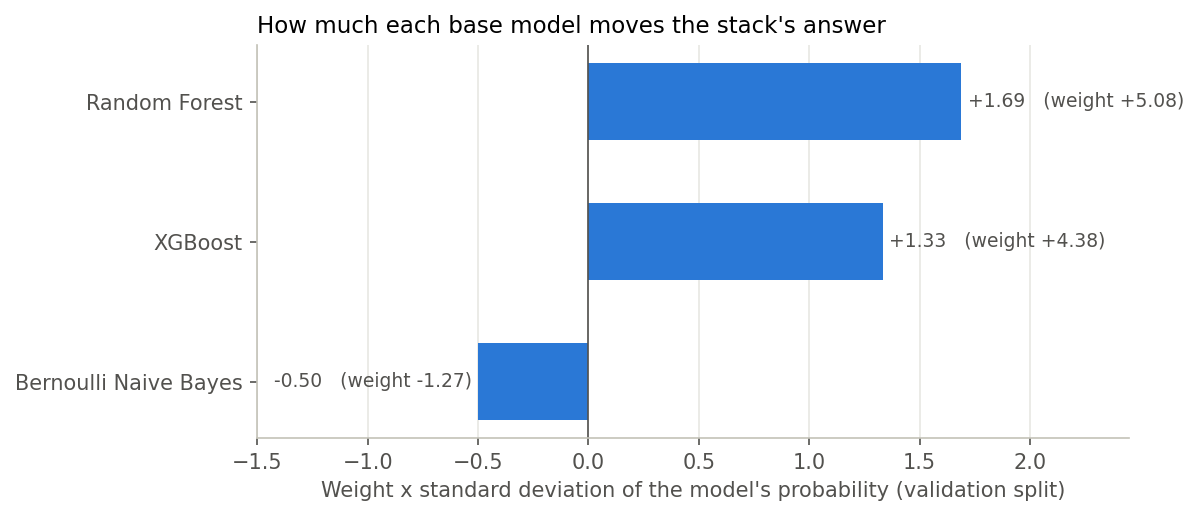 How much each base model moves the stack's answer
Random Forest
+1.69   (weight +5.08)
XGBoost
+1.33   (weight +4.38)
Bernoulli Naive Bayes
-0.50   (weight -1.27)
−1.5 −1.0 −0.5 0.0 0.5 1.0 1.5 2.0
Weight x standard deviation of the model's probability (validation split)